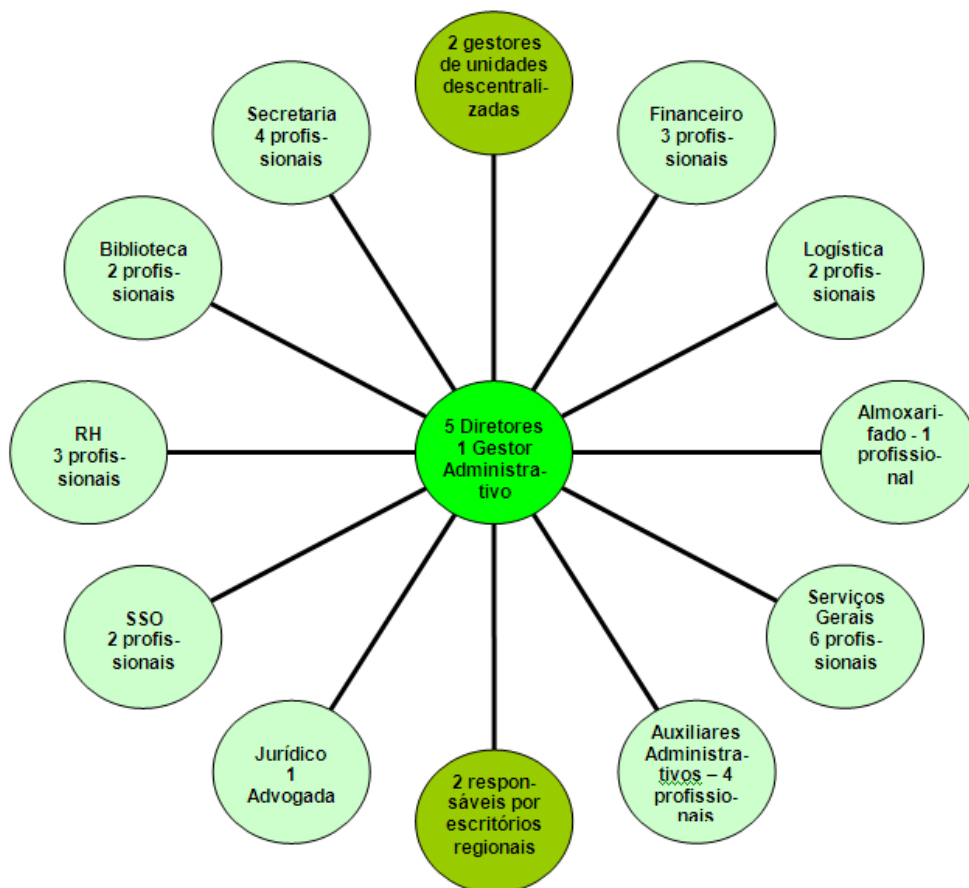 2 gestores
de unidades
descentrali-
zadas
Financeiro
3 profis-
sionais
Logística
2 profis-
sionais
Almoxari-
fado - 1
profissio-
nal
Serviços
Gerais
6 profis-
sionais
Auxiliares
Administra-
tivos – 4
profissio-
nais
2 respon-
sáveis por
escritórios
regionais
Jurídico
1
Advogada
SSO
2 profis-
sionais
RH
3 profis-
sionais
Biblioteca
2 profis-
sionais
Secretaria
4 profis-
sionais
5 Diretores
1 Gestor
Administra-
tivo